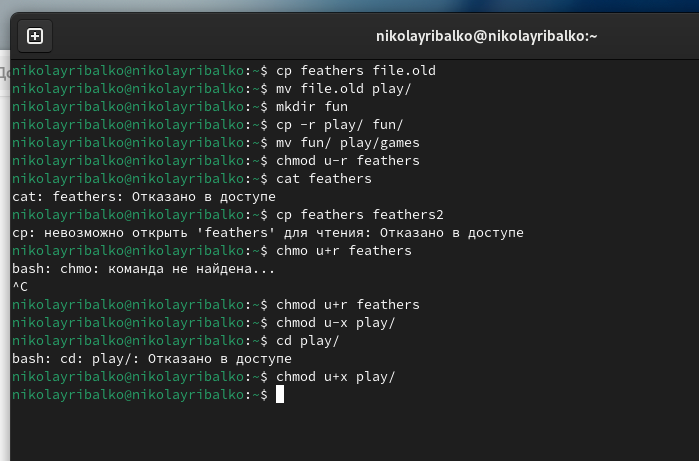 nikolayribalko@nikolayribalko:~
nikolayribalko@nikolayribalko:~$ cp feathers file.old
nikolayribalko@nikolayribalko:~$ mv file.old play/
nikolayribalko@nikolayribalko:~$ mkdir fun
nikolayribalko@nikolayribalko:~$ cp -r play/ fun/
nikolayribalko@nikolayribalko:~$ mv fun/ play/games
nikolayribalko@nikolayribalko:~$ chmod u-r feathers
nikolayribalko@nikolayribalko:~$ cat feathers
cat: feathers: Отказано в доступе
nikolayribalko@nikolayribalko:~$ cp feathers feathers2
cp: невозможно открыть 'feathers' для чтения: Отказано в доступе
nikolayribalko@nikolayribalko:~$ chmo u+r feathers
bash: chmo: команда не найдена...
^C
nikolayribalko@nikolayribalko:~$ chmod u+r feathers
nikolayribalko@nikolayribalko:~$ chmod u-x play/
nikolayribalko@nikolayribalko:~$ cd play/
bash: cd: play/: Отказано в доступе
nikolayribalko@nikolayribalko:~$ chmod u+x play/
nikolayribalko@nikolayribalko:~$